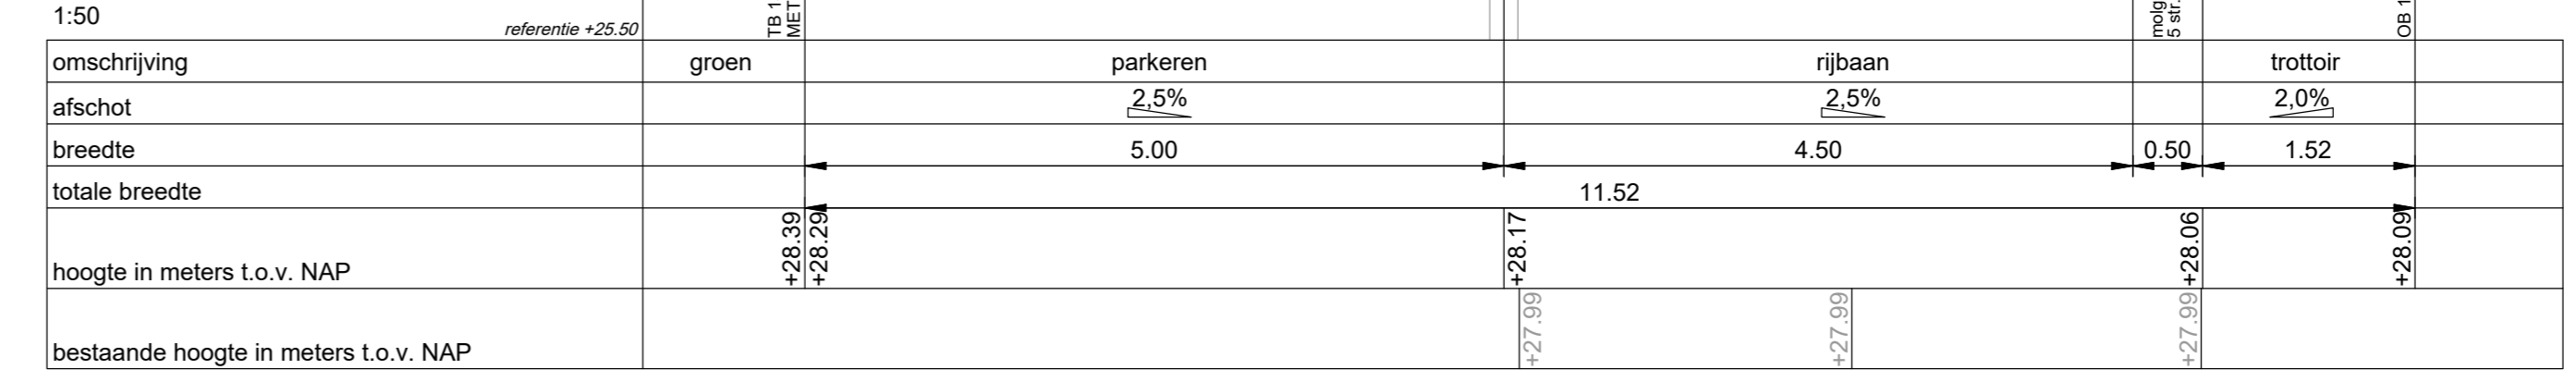 1:50
referentie +25.50
TB 1
MET
molg
5 str.
OB 1
omschrijving groen parkeren rijbaan trottoir
afschot 2,5% 2,5% 2,0%
breedte 5.00 4.50 0.50 1.52
totale breedte 11.52
hoogte in meters t.o.v. NAP +28.39 +28.29 +28.17 +28.06 +28.09
bestaande hoogte in meters t.o.v. NAP +27.99 +27.99 +27.99